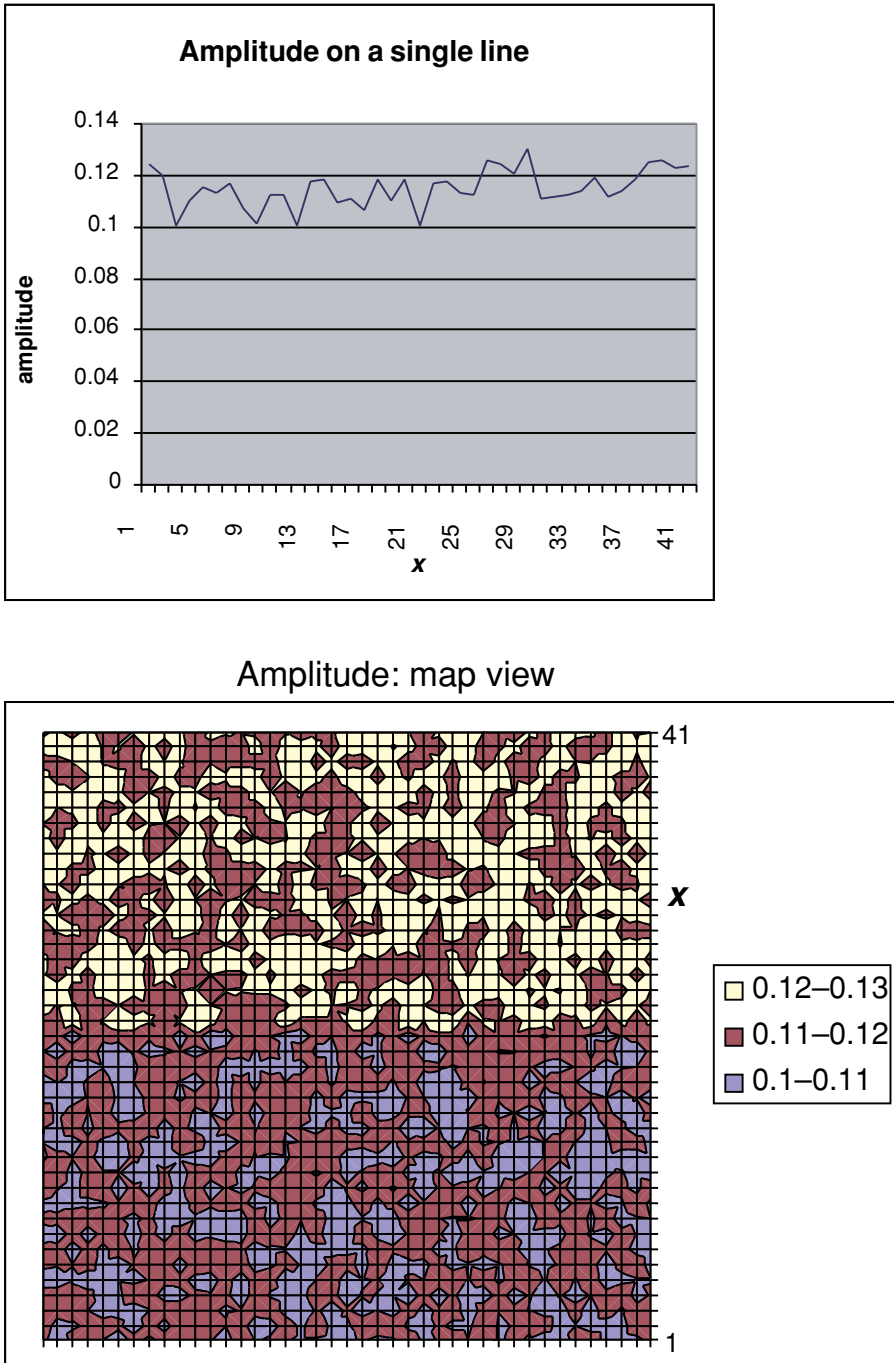 Amplitude on a single line
0.14
0.12
0.1
0.08
0.06
0.04
0.02
0
amplitude
1 5 9 13 17 21 25 29 33 37 41
x
Amplitude: map view
41
x
1
0.12–0.13
0.11–0.12
0.1–0.11